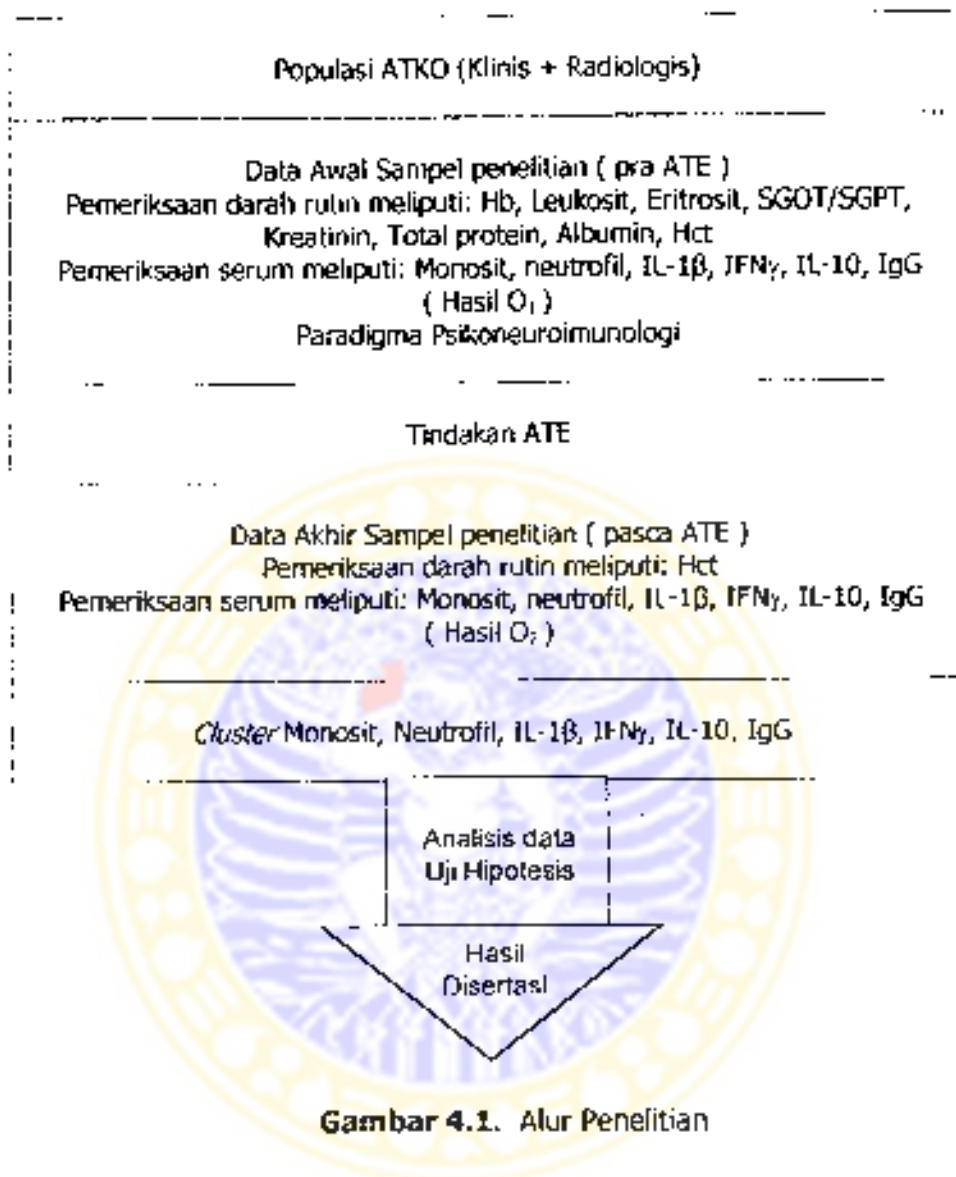 Populasi ATKO (Klinis + Radiologis)
Data Awal Sampel penelitian ( pra ATE )
Pemeriksaan darah rutin meliputi: Hb, Leukosit, Eritrosit, SGOT/SGPT,
Kreatinin, Total protein, Albumin, Hct
Pemeriksaan serum meliputi: Monosit, neutrofil, IL-1β, IFNγ, IL-10, IgG
( Hasil O₁ )
Paradigma Psikoneuroimunologi
Tindakan ATE
Data Akhir Sampel penelitian ( pasca ATE )
Pemeriksaan darah rutin meliputi: Hct
Pemeriksaan serum meliputi: Monosit, neutrofil, IL-1β, IFNγ, IL-10, IgG
( Hasil O₂ )
Cluster Monosit, Neutrofil, IL-1β, IFNγ, IL-10, IgG
Analisis data
Uji Hipotesis
Hasil
Disertasi
Gambar 4.1. Alur Penelitian